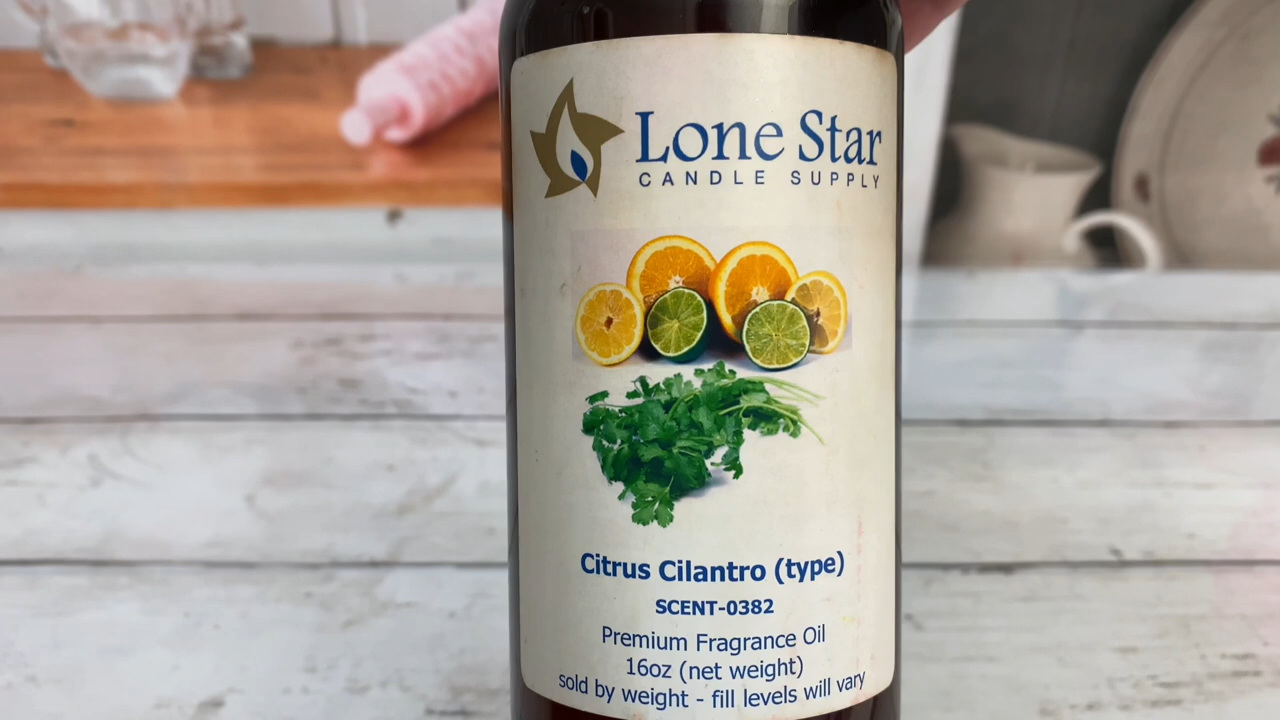 Lone Star
CANDLE SUPPLY
Citrus Cilantro (type)
SCENT-0382
Premium Fragrance Oil
16oz (net weight)
sold by weight - fill levels will vary